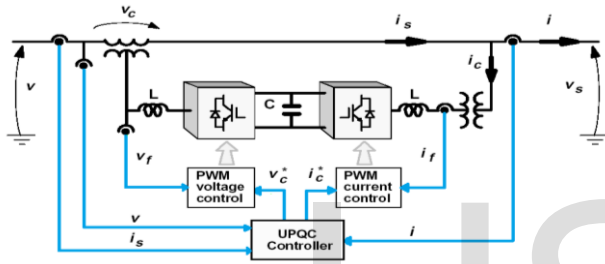 v_c
i_s
i
i_c
v
L
C
L
v_s
v_f
i_f
PWM
voltage
control
v_c*
i_c*
PWM
current
control
v
i_s
UPQC
Controller
i